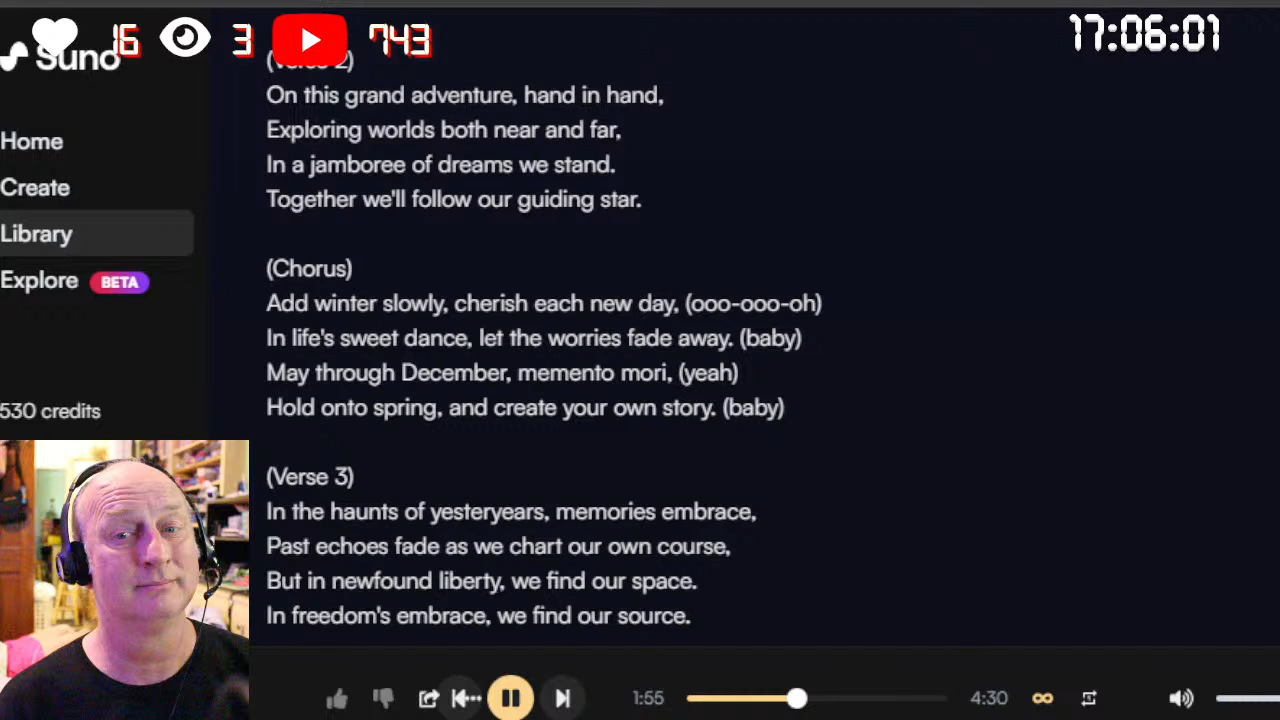 16
3
743
17:06:01
Suno
(Verse 2)
On this grand adventure, hand in hand,
Exploring worlds both near and far,
In a jamboree of dreams we stand.
Together we'll follow our guiding star.
Home
Create
Library
Explore BETA
530 credits
(Chorus)
Add winter slowly, cherish each new day, (ooo-ooo-oh)
In life's sweet dance, let the worries fade away. (baby)
May through December, memento mori, (yeah)
Hold onto spring, and create your own story. (baby)
(Verse 3)
In the haunts of yesteryears, memories embrace,
Past echoes fade as we chart our own course,
But in newfound liberty, we find our space.
In freedom's embrace, we find our source.
1:55
4:30